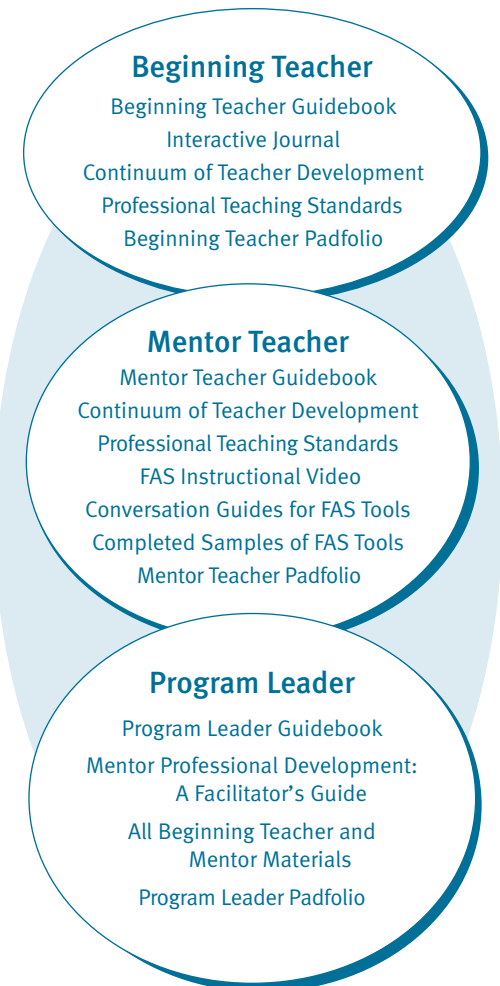 Beginning Teacher
Beginning Teacher Guidebook
Interactive Journal
Continuum of Teacher Development
Professional Teaching Standards
Beginning Teacher Padfolio
Mentor Teacher
Mentor Teacher Guidebook
Continuum of Teacher Development
Professional Teaching Standards
FAS Instructional Video
Conversation Guides for FAS Tools
Completed Samples of FAS Tools
Mentor Teacher Padfolio
Program Leader
Program Leader Guidebook
Mentor Professional Development:
A Facilitator’s Guide
All Beginning Teacher and
Mentor Materials
Program Leader Padfolio